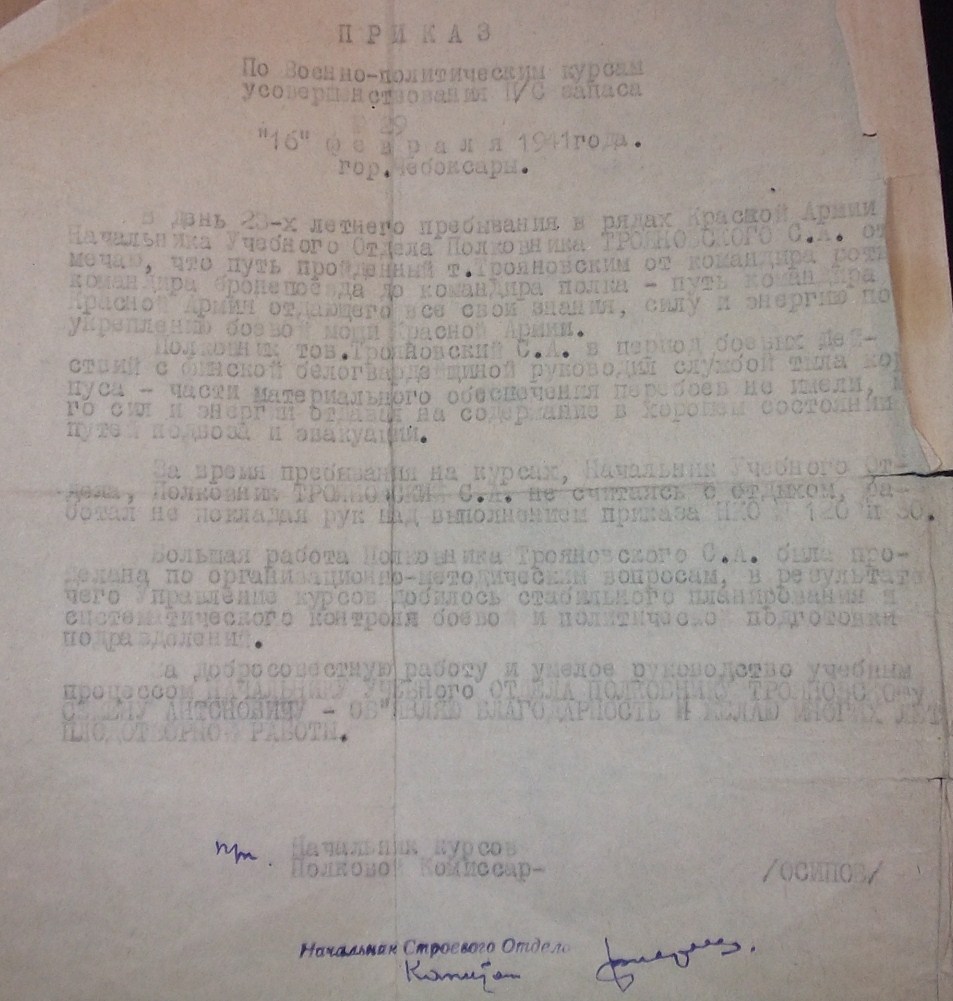 ПРИКАЗ
По Военно-политическим курсам
усовершенствования П/С запаса
29
"16" февраля 1941 года.
гор.Чебоксары.
В день 23-х летнего пребывания в рядах Красной Армии
Начальника Учебного Отдела Полковника ТРОЯНОВСКОГО С.А. от
мечаю, что путь пройденный т.Трояновским от командира роты
командира бронепоезда до командира полка - путь командира
Красной Армии отдающего все свои знания, силу и энергию по
укреплению боевой мощи Красной Армии.
Полковник тов.Трояновский С.А. в период боевых дей-
ствий с финской белогвардейщиной руководил службой тыла кор
пуса - части материального обеспечения перебоев не имели,
го сил и энергии отдавая на содержание в хорошем состоянии
путей подвоза и эвакуации.
За время пребывания на курсах, Начальник Учебного От-
дела, Полковник ТРОЯНОВСКИЙ С.А. не считаясь с отдыхом, ра-
ботал не покладая рук над выполнением приказа НКО № 120 и 30.
Большая работа Полковника Трояновского С.А. была про-
делана по организационно-методическим вопросам, в результате
чего Управление курсов добилось стабильного планирования и
систематического контроля боевой и политической подготовки
подразделений.
За добросовестную работу и умелое руководство учебным
процессом НАЧАЛЬНИКУ УЧЕБНОГО ОТДЕЛА ПОЛКОВНИКУ ТРОЯНОВСКОМУ
СЕМЕНУ АНТОНОВИЧУ - ОБ"ЯВЛЯЮ БЛАГОДАРНОСТЬ И ЖЕЛАЮ МНОГИХ ЛЕТ
ПЛОДОТВОРНОЙ РАБОТЫ.
Начальник курсов
Полковой Комиссар- /ОСИПОВ/
Начальник Строевого Отдела
Капитан